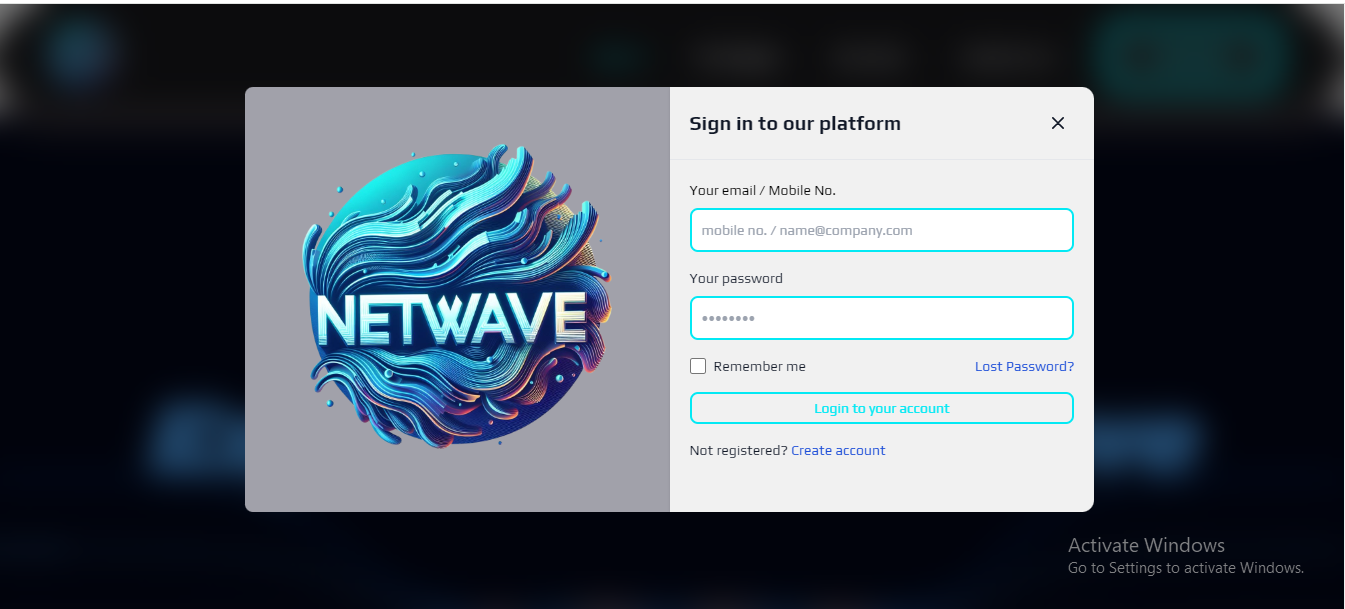 Sign in to our platform
NETWAVE
Your email / Mobile No.
mobile no. / name@company.com
Your password
••••••••
Remember me
Lost Password?
Login to your account
Not registered? Create account
Activate Windows
Go to Settings to activate Windows.